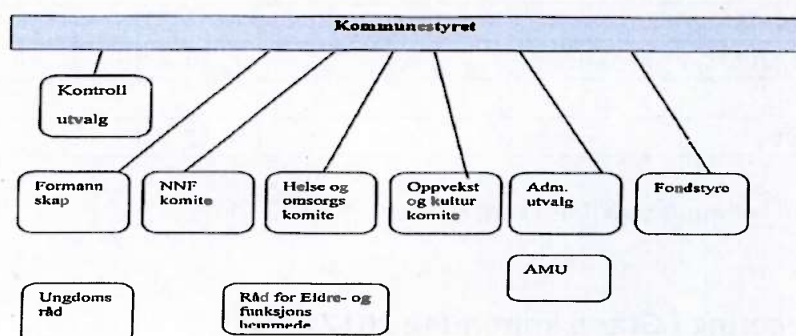 Kommunestyret
Kontroll
utvalg
Formann
skap
NNF
komite
Helse og
omsorgs
komite
Oppvekst
og kultur
komite
Adm.
utvalg
Fondstyre
AMU
Ungdoms
råd
Råd for Eldre- og
funksjons
hemmede